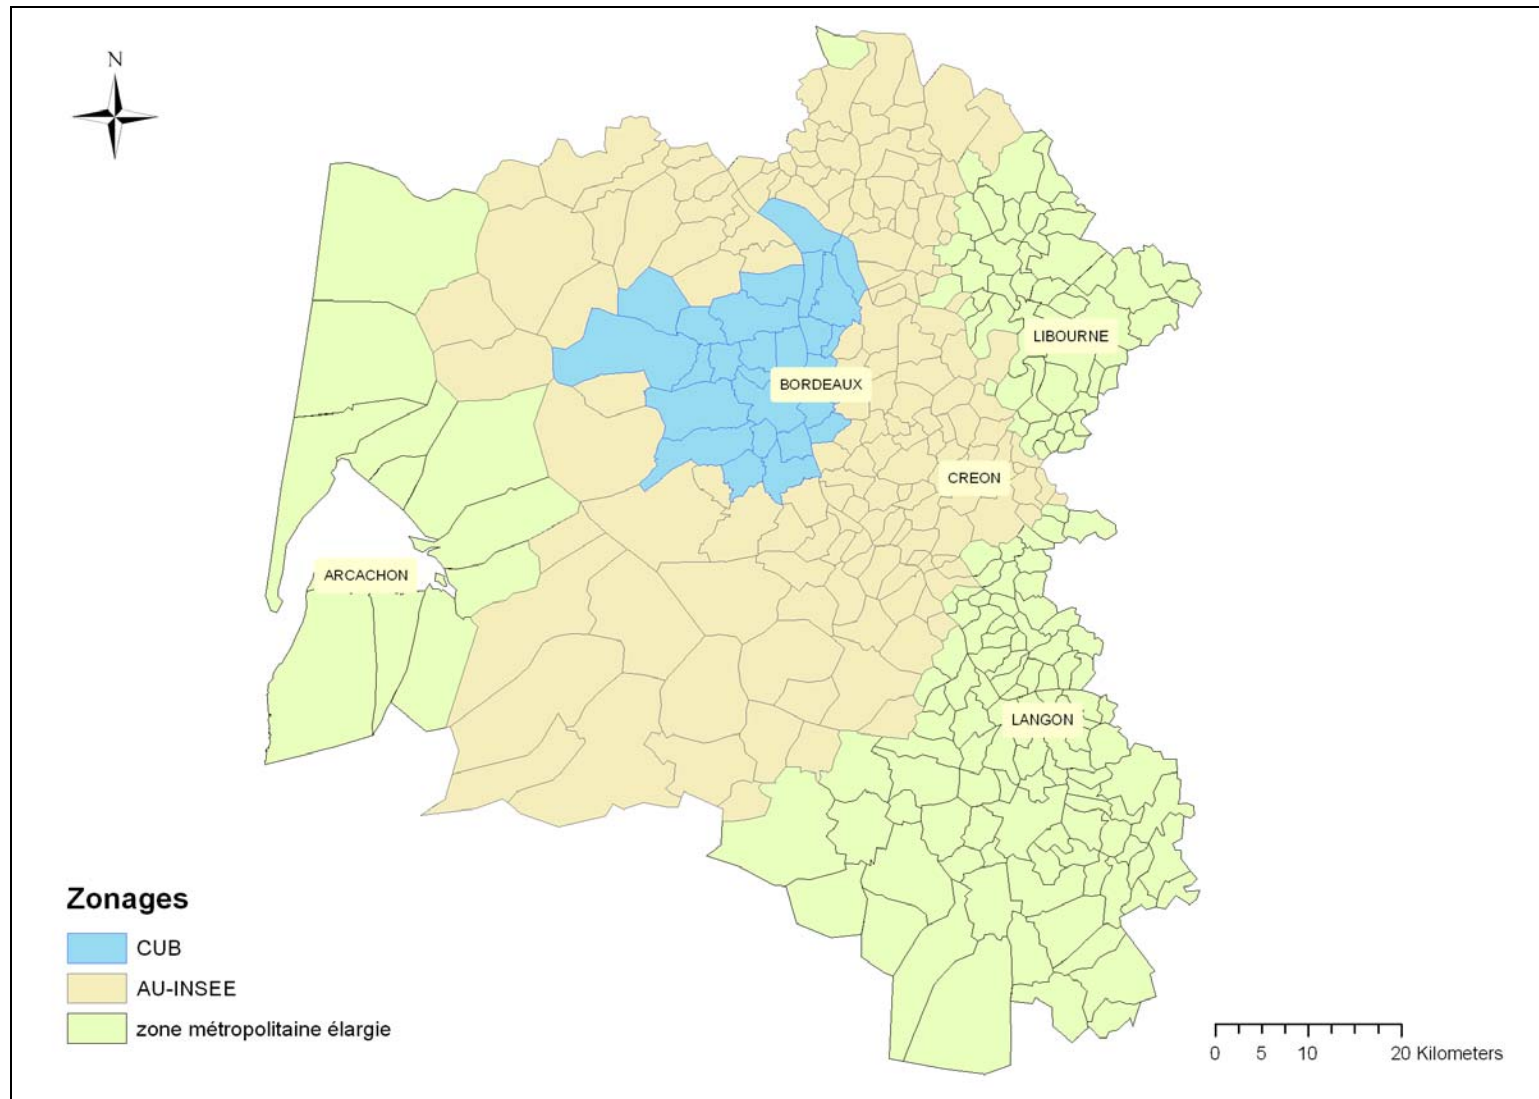 N
LIBOURNE
BORDEAUX
CREON
ARCACHON
LANGON
Zonages
CUB
AU-INSEE
zone métropolitaine élargie
0 5 10 20 Kilometers